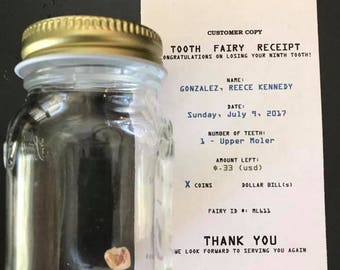 CUSTOMER COPY
TOOTH FAIRY RECEIPT
CONGRATULATIONS ON LOSING YOUR NINTH TOOTH!
NAME:
GONZALEZ, REECE KENNEDY
DATE:
Sunday, July 9, 2017
NUMBER OF TEETH:
1 - Upper Moler
AMOUNT LEFT:
$.33 (usd)
X COINS DOLLAR BILL(s)
FAIRY ID #: ML611
THANK YOU
WE LOOK FORWARD TO SERVING YOU AGAIN